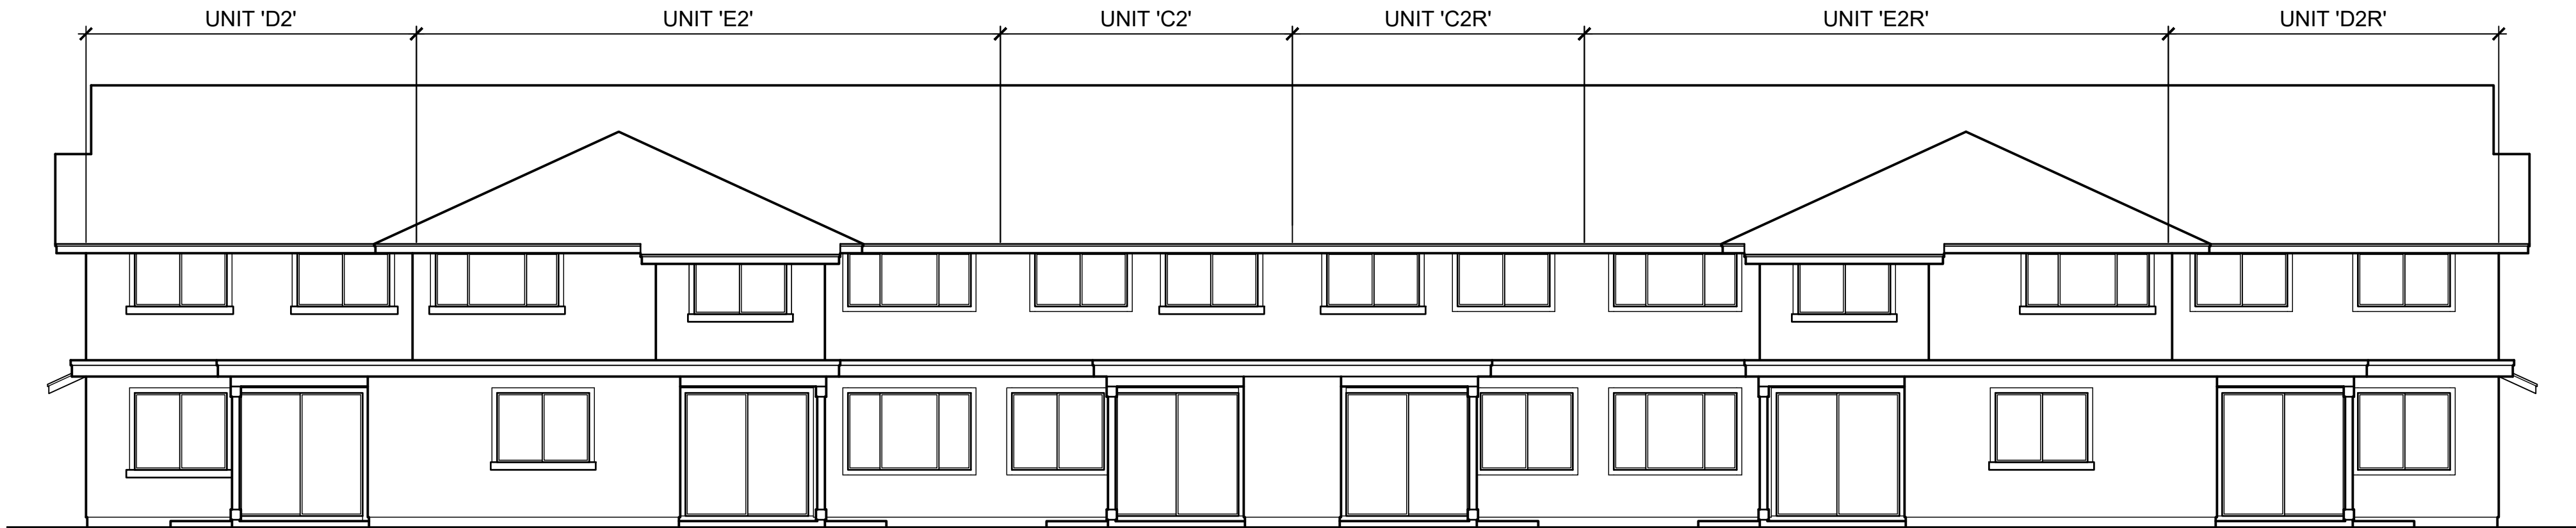 UNIT 'D2'
UNIT 'E2'
UNIT 'C2'
UNIT 'C2R'
UNIT 'E2R'
UNIT 'D2R'